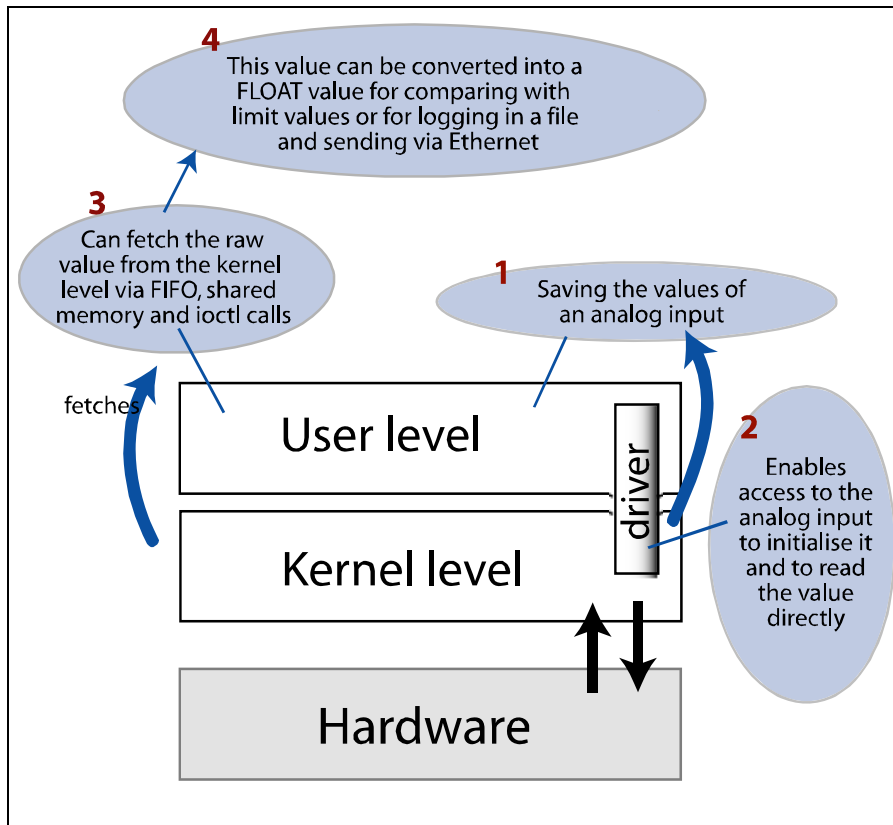 4
This value can be converted into a
FLOAT value for comparing with
limit values or for logging in a file
and sending via Ethernet
3
Can fetch the raw
value from the kernel
level via FIFO, shared
memory and ioctl calls
1
Saving the values of
an analog input
fetches
User level
driver
2
Enables
access to the
analog input
to initialise it
and to read
the value
directly
Kernel level
Hardware